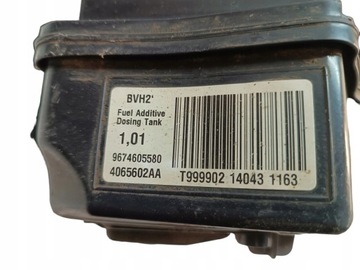 BVH2'
Fuel Additive
Dosing Tank
1,01
9674605580
4065602AA
T999902 14043 1163